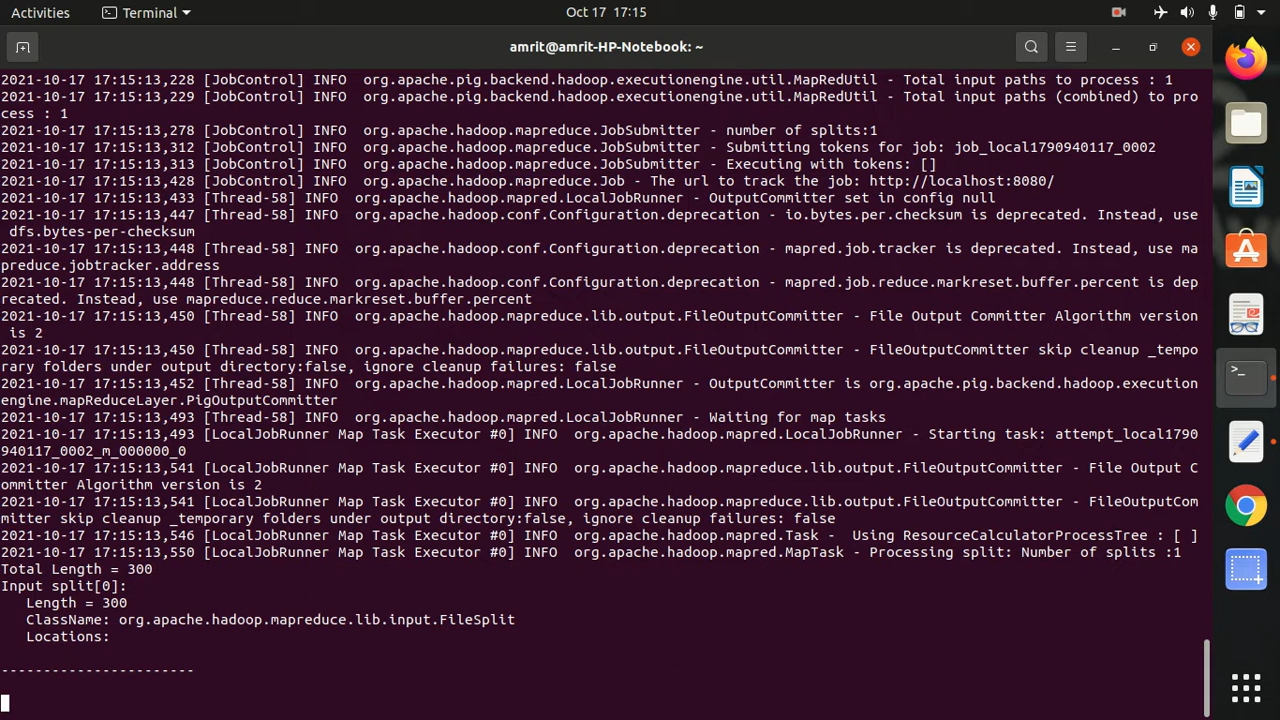 Activities
Terminal
Oct 17 17:15
amrit@amrit-HP-Notebook: ~
2021-10-17 17:15:13,228 [JobControl] INFO  org.apache.pig.backend.hadoop.executionengine.util.MapRedUtil - Total input paths to process : 1
2021-10-17 17:15:13,229 [JobControl] INFO  org.apache.pig.backend.hadoop.executionengine.util.MapRedUtil - Total input paths (combined) to pro
cess : 1
2021-10-17 17:15:13,278 [JobControl] INFO  org.apache.hadoop.mapreduce.JobSubmitter - number of splits:1
2021-10-17 17:15:13,312 [JobControl] INFO  org.apache.hadoop.mapreduce.JobSubmitter - Submitting tokens for job: job_local1790940117_0002
2021-10-17 17:15:13,313 [JobControl] INFO  org.apache.hadoop.mapreduce.JobSubmitter - Executing with tokens: []
2021-10-17 17:15:13,428 [JobControl] INFO  org.apache.hadoop.mapreduce.Job - The url to track the job: http://localhost:8080/
2021-10-17 17:15:13,433 [Thread-58] INFO  org.apache.hadoop.mapred.LocalJobRunner - OutputCommitter set in config null
2021-10-17 17:15:13,447 [Thread-58] INFO  org.apache.hadoop.conf.Configuration.deprecation - io.bytes.per.checksum is deprecated. Instead, use
 dfs.bytes-per-checksum
2021-10-17 17:15:13,448 [Thread-58] INFO  org.apache.hadoop.conf.Configuration.deprecation - mapred.job.tracker is deprecated. Instead, use ma
preduce.jobtracker.address
2021-10-17 17:15:13,448 [Thread-58] INFO  org.apache.hadoop.conf.Configuration.deprecation - mapred.job.reduce.markreset.buffer.percent is dep
recated. Instead, use mapreduce.reduce.markreset.buffer.percent
2021-10-17 17:15:13,450 [Thread-58] INFO  org.apache.hadoop.mapreduce.lib.output.FileOutputCommitter - File Output Committer Algorithm version
 is 2
2021-10-17 17:15:13,450 [Thread-58] INFO  org.apache.hadoop.mapreduce.lib.output.FileOutputCommitter - FileOutputCommitter skip cleanup _tempo
rary folders under output directory:false, ignore cleanup failures: false
2021-10-17 17:15:13,452 [Thread-58] INFO  org.apache.hadoop.mapred.LocalJobRunner - OutputCommitter is org.apache.pig.backend.hadoop.execution
engine.mapReduceLayer.PigOutputCommitter
2021-10-17 17:15:13,493 [Thread-58] INFO  org.apache.hadoop.mapred.LocalJobRunner - Waiting for map tasks
2021-10-17 17:15:13,493 [LocalJobRunner Map Task Executor #0] INFO  org.apache.hadoop.mapred.LocalJobRunner - Starting task: attempt_local1790
940117_0002_m_000000_0
2021-10-17 17:15:13,541 [LocalJobRunner Map Task Executor #0] INFO  org.apache.hadoop.mapreduce.lib.output.FileOutputCommitter - File Output C
ommitter Algorithm version is 2
2021-10-17 17:15:13,541 [LocalJobRunner Map Task Executor #0] INFO  org.apache.hadoop.mapreduce.lib.output.FileOutputCommitter - FileOutputCom
mitter skip cleanup _temporary folders under output directory:false, ignore cleanup failures: false
2021-10-17 17:15:13,546 [LocalJobRunner Map Task Executor #0] INFO  org.apache.hadoop.mapred.Task -  Using ResourceCalculatorProcessTree : [ ]
2021-10-17 17:15:13,550 [LocalJobRunner Map Task Executor #0] INFO  org.apache.hadoop.mapred.MapTask - Processing split: Number of splits :1
Total Length = 300
Input split[0]:
   Length = 300
   ClassName: org.apache.hadoop.mapreduce.lib.input.FileSplit
   Locations:
-----------------------